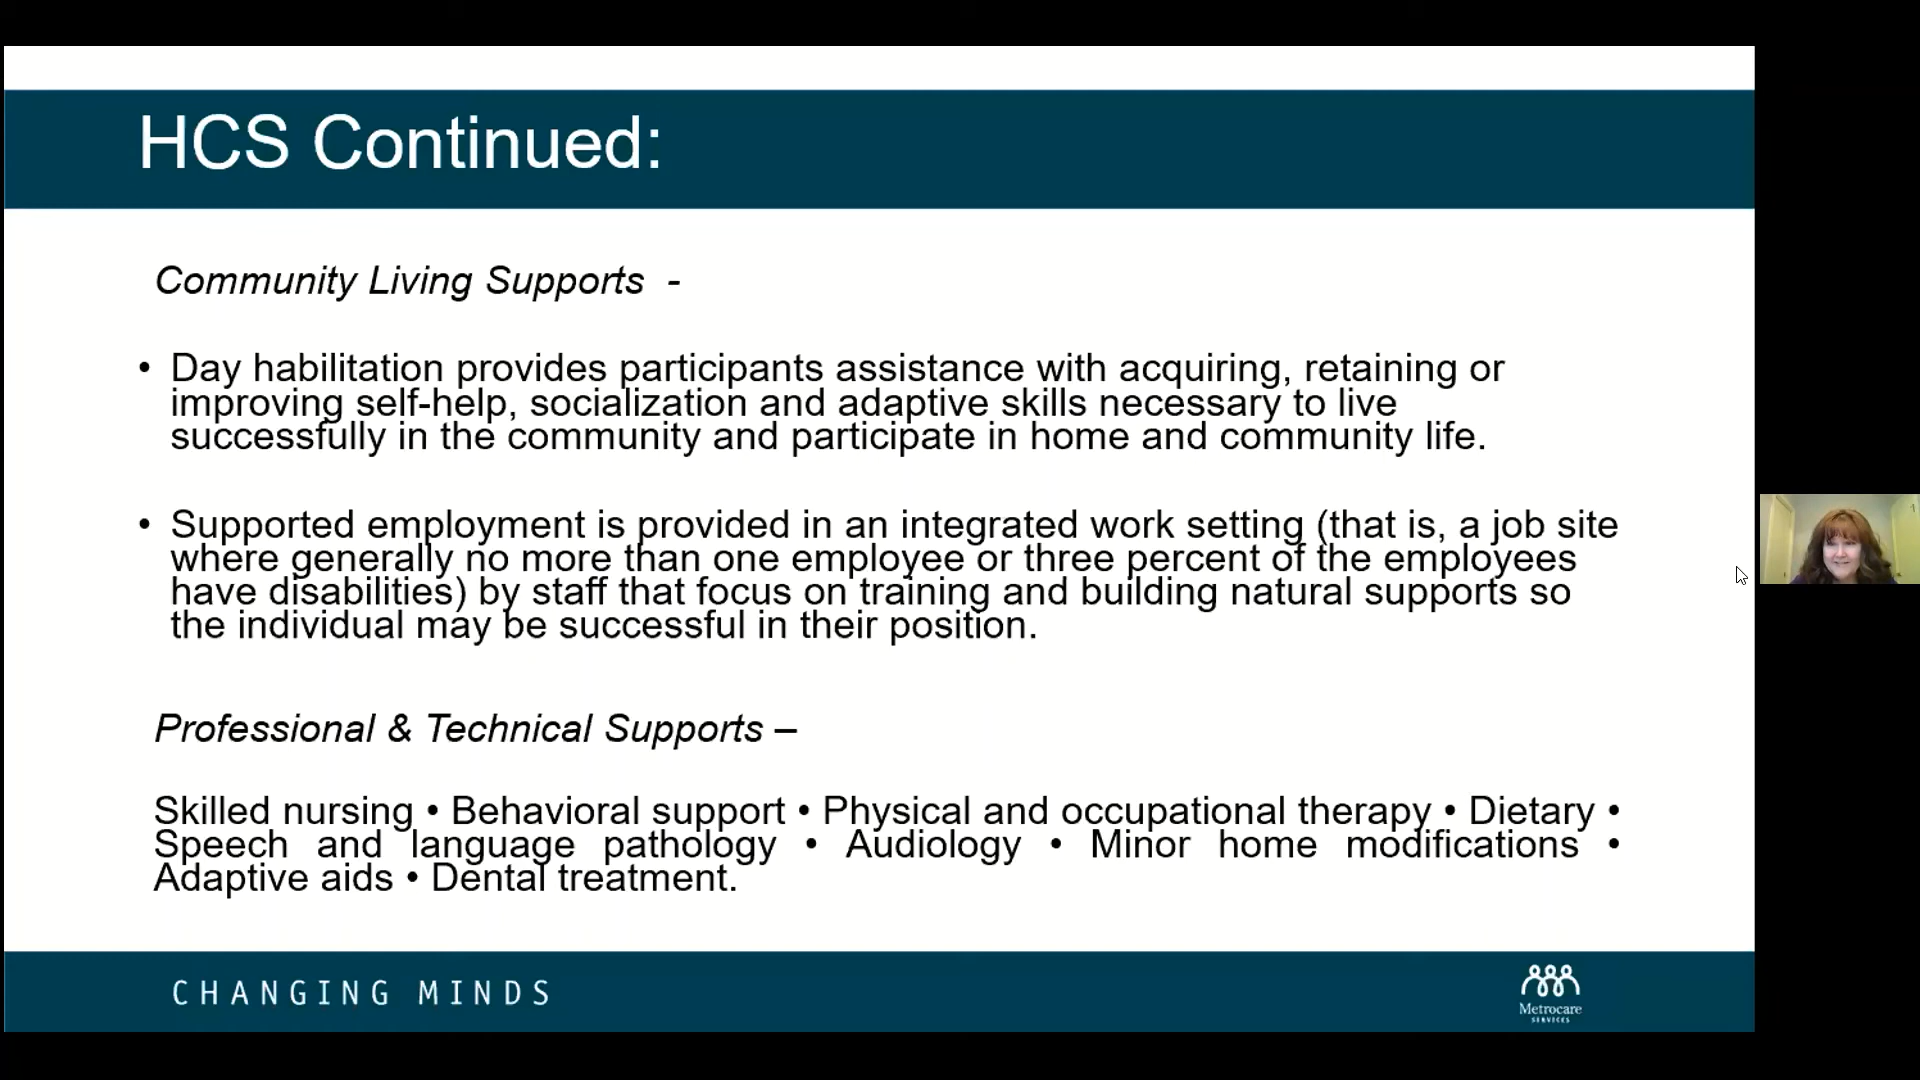 HCS Continued:
Community Living Supports -
• Day habilitation provides participants assistance with acquiring, retaining or
improving self-help, socialization and adaptive skills necessary to live
successfully in the community and participate in home and community life.
• Supported employment is provided in an integrated work setting (that is, a job site
where generally no more than one employee or three percent of the employees
have disabilities) by staff that focus on training and building natural supports so
the individual may be successful in their position.
Professional & Technical Supports –
Skilled nursing • Behavioral support • Physical and occupational therapy • Dietary •
Speech and language pathology • Audiology • Minor home modifications •
Adaptive aids • Dental treatment.
CHANGING MINDS
Metrocare
SERVICES